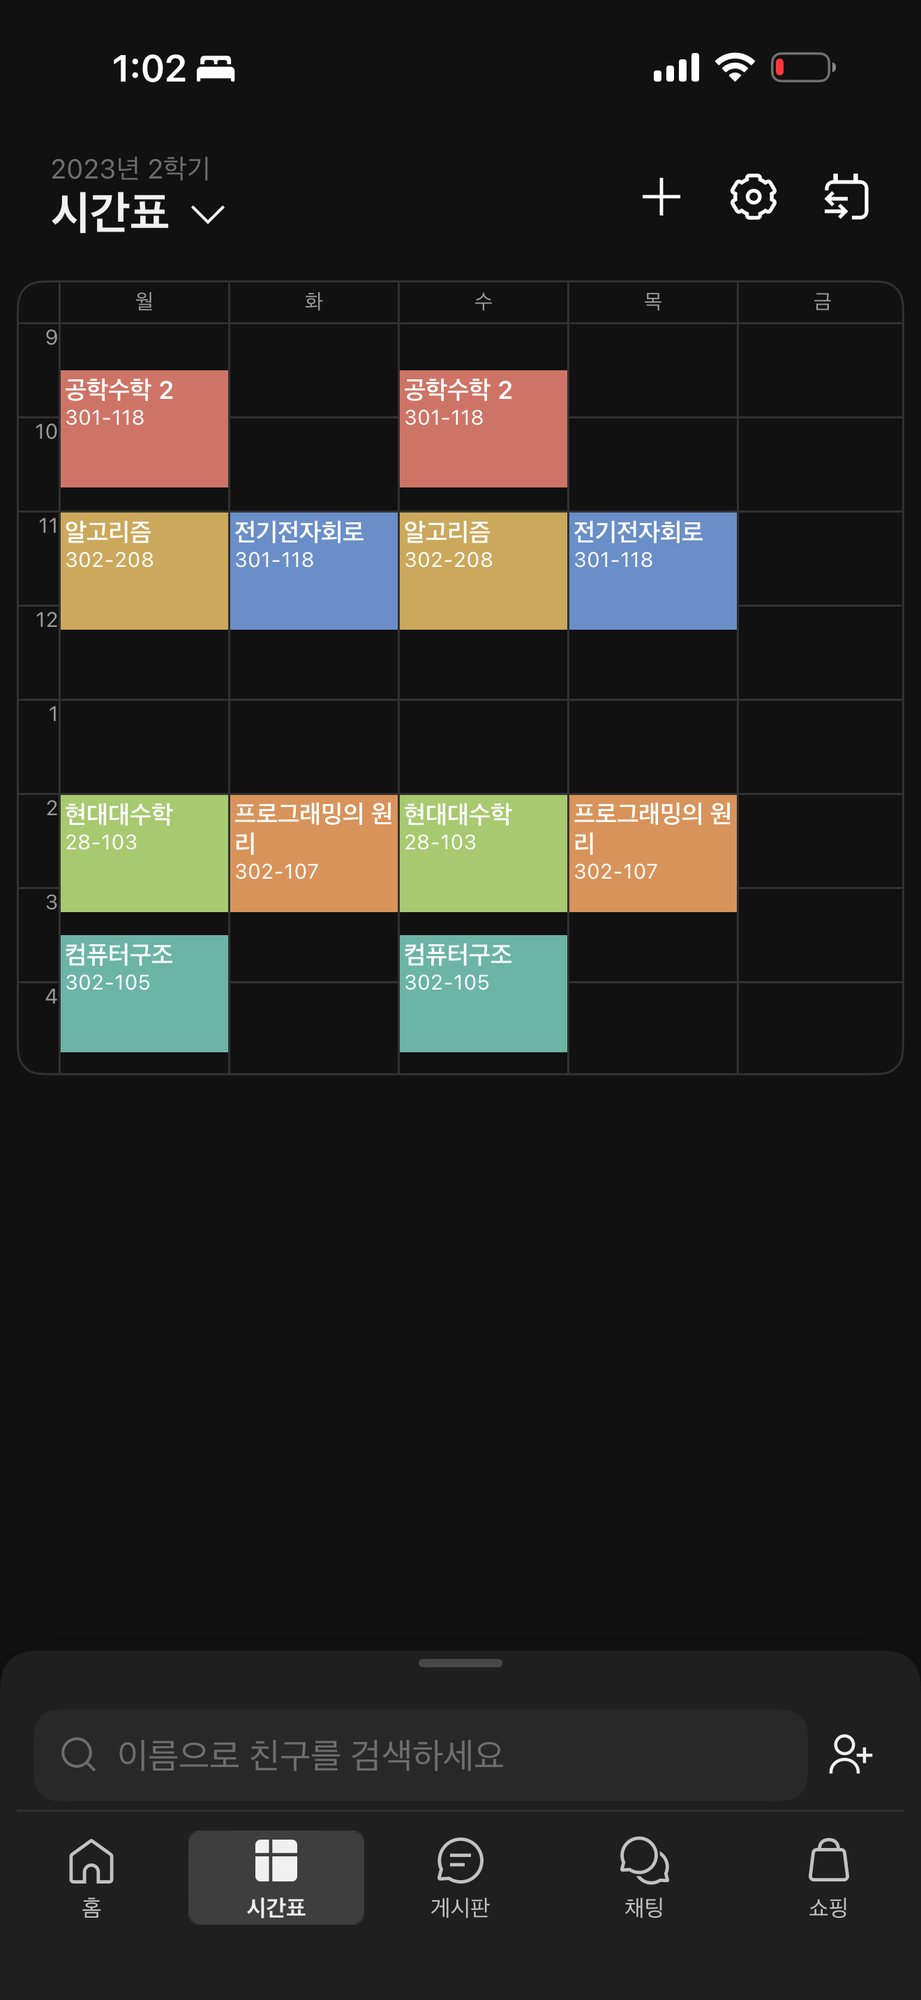 1:02
2023년 2학기
시간표
월 화 수 목 금
9
공학수학 2
301-118
공학수학 2
301-118
10
11
알고리즘
302-208
전기전자회로
301-118
알고리즘
302-208
전기전자회로
301-118
12
1
2
현대대수학
28-103
프로그래밍의 원
리
302-107
현대대수학
28-103
프로그래밍의 원
리
302-107
3
컴퓨터구조
302-105
컴퓨터구조
302-105
4
이름으로 친구를 검색하세요
홈 시간표 게시판 채팅 쇼핑